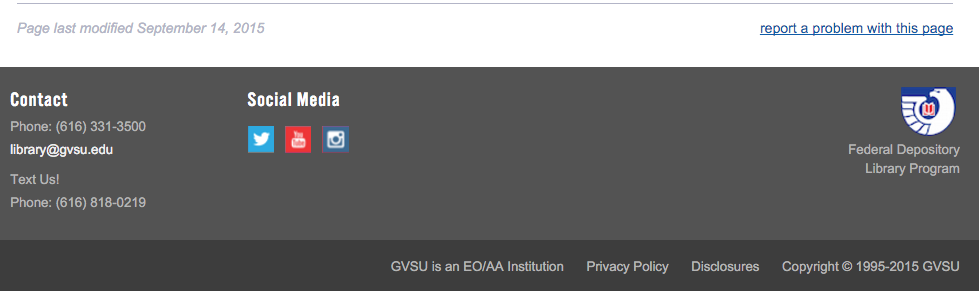 Page last modified September 14, 2015
report a problem with this page
Contact
Phone: (616) 331-3500
library@gvsu.edu
Text Us!
Phone: (616) 818-0219
Social Media
You
Tube
Federal Depository
Library Program
GVSU is an EO/AA Institution
Privacy Policy
Disclosures
Copyright © 1995-2015 GVSU